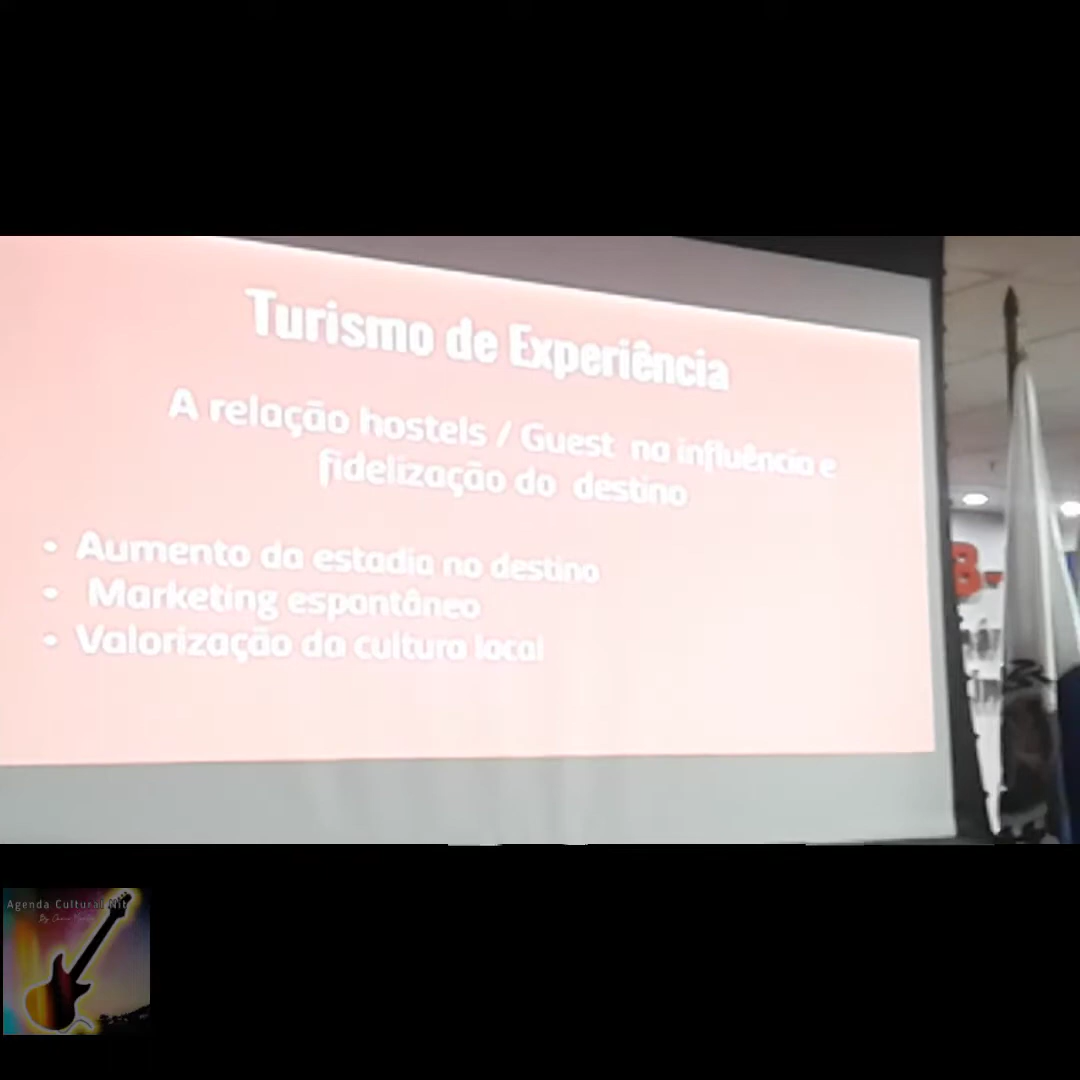 Turismo de Experiência
A relação hostels / Guest na influência e
fidelização do destino
• Aumento da estadia no destino
• Marketing espontâneo
• Valorização da cultura local
B
Agenda Cultural Nit
By